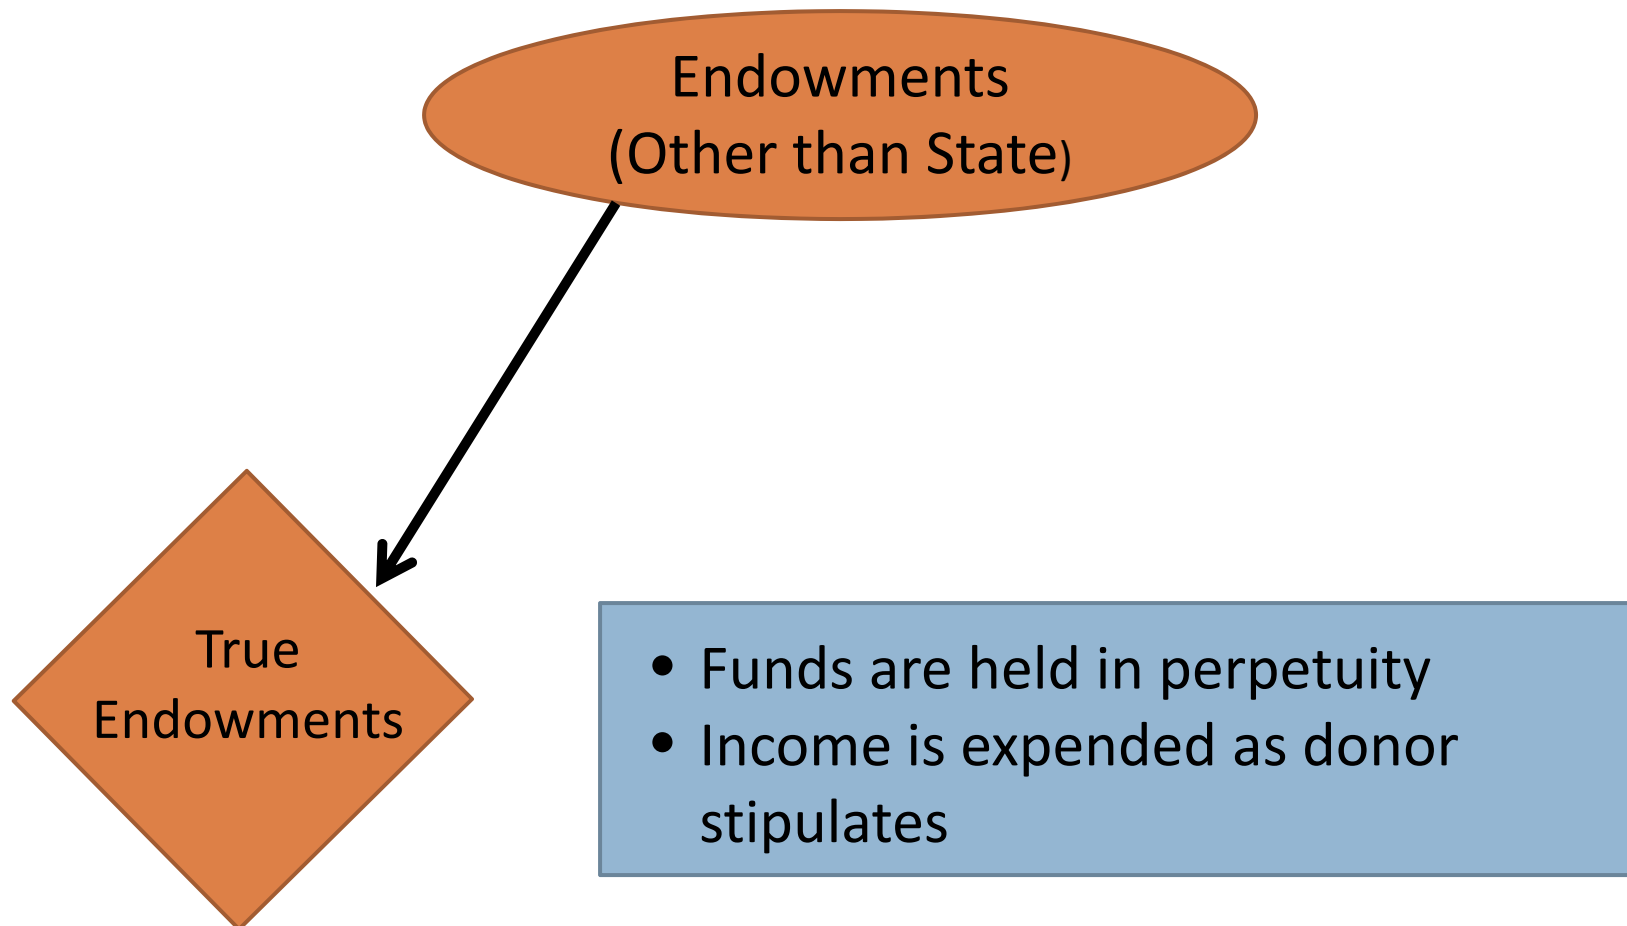 Endowments
(Other than State)
True
Endowments
• Funds are held in perpetuity
• Income is expended as donor
stipulates